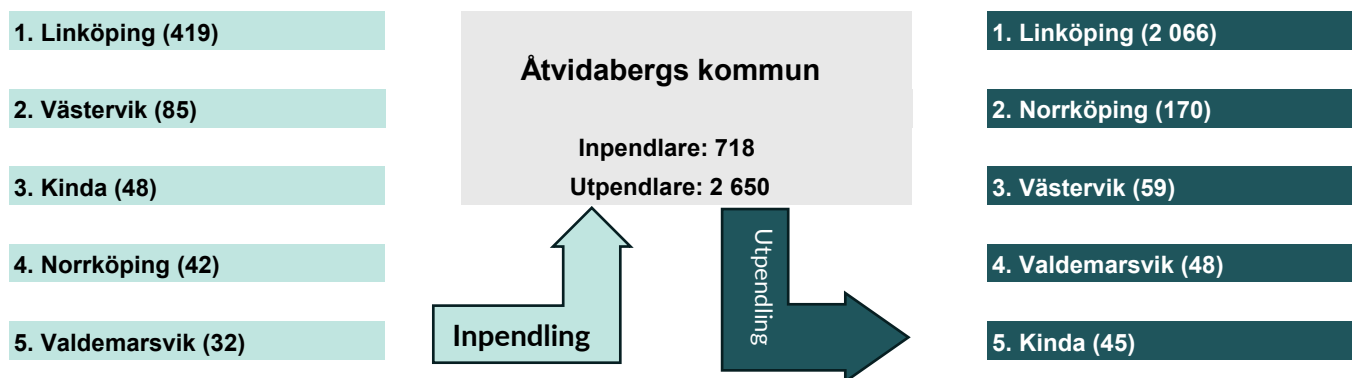 1. Linköping (419)
2. Västervik (85)
3. Kinda (48)
4. Norrköping (42)
5. Valdemarsvik (32)
Åtvidabergs kommun
Inpendlare: 718
Utpendlare: 2 650
Inpendling
Utpendling
1. Linköping (2 066)
2. Norrköping (170)
3. Västervik (59)
4. Valdemarsvik (48)
5. Kinda (45)